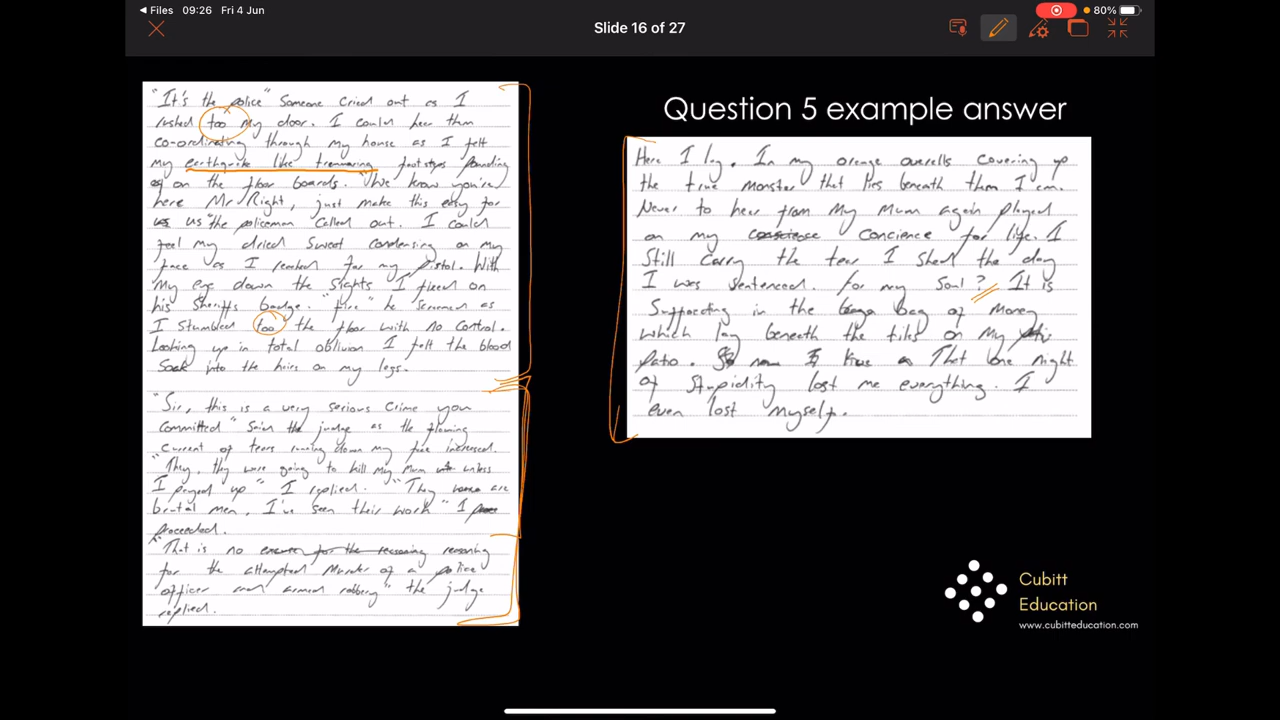 Files 09:26 Fri 4 Jun
80%
Slide 16 of 27
"It's the police" Someone cried out as I
rushed too my door. I could hear them
co-ordinating through my house as I felt
my earthquite like tremmoring footsteps pounding
on the floor boards. "We know you're
here Mr Right, just make this easy for
us" the policeman called out. I could
feel my dried sweat condensing on my
face as I reached for my pistol. With
my eye down the sights I fired on
his Sheriffs badge. "fire" he screamed as
I stumbled too the floor with no control.
Looking up in total oblivion I felt the blood
soak into the hairs on my legs.
"Sir, this is a very serious crime you
committed" Said the judge as the flowing
current of tears running down my face increased.
"They, they were going to kill my Mum unless
I payed up" I replied. "They are
brutal men, I've seen their work" I
proceeded.
"That is no reasoning
for the attempted Murder of a police
officer and armed robbery" the judge
replied.
Question 5 example answer
Here I lay. In my orange overells covering up
the true monster that lies beneath them I em.
Never to hear from my Mum again played
on my concience for life. I
still carry the tear I shed the day
I was sentenced. for my Soul? It is
Suffocting in the bag of money
which lay beneath the tiles on my
patio. That one night
of stupidity lost me everything. I
even lost myself.
Cubitt
Education
www.cubitteducation.com